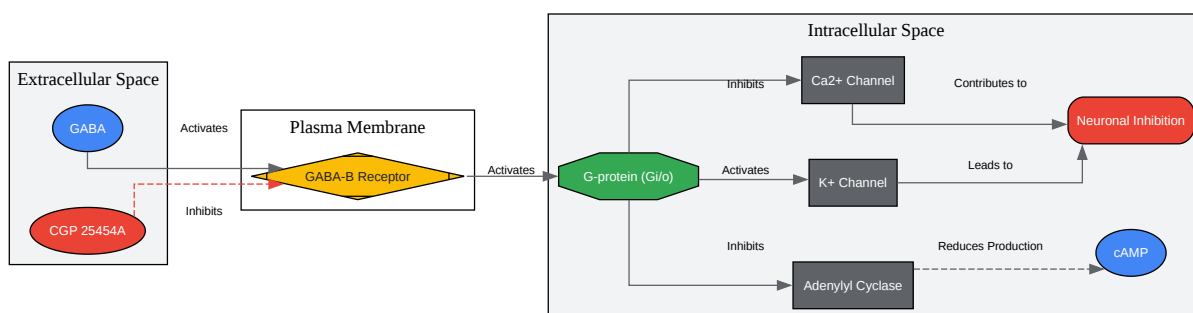 Extracellular Space
GABA
CGP 25454A
Activates
Inhibits
Plasma Membrane
GABA-B Receptor
Activates
Intracellular Space
G-protein (Gi/o)
Inhibits
Activates
Inhibits
Ca2+ Channel
K+ Channel
Adenylyl Cyclase
Contributes to
Leads to
Reduces Production
Neuronal Inhibition
cAMP